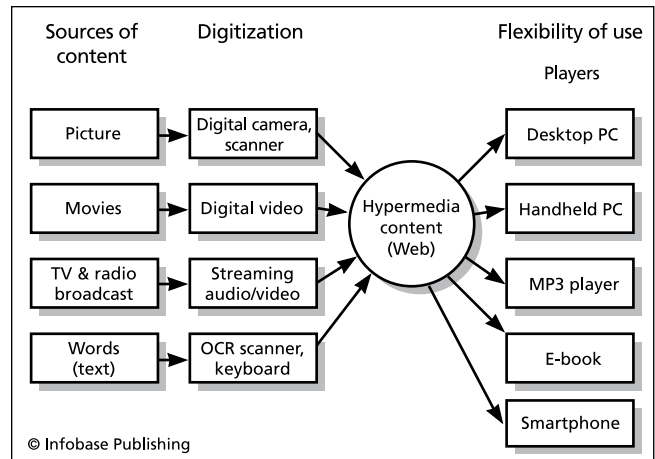 Sources of
content
Digitization
Flexibility of use
Players
Picture
Digital camera,
scanner
Desktop PC
Movies
Digital video
Hypermedia
content
(Web)
Handheld PC
TV & radio
broadcast
Streaming
audio/video
MP3 player
Words
(text)
OCR scanner,
keyboard
E-book
Smartphone
© Infobase Publishing